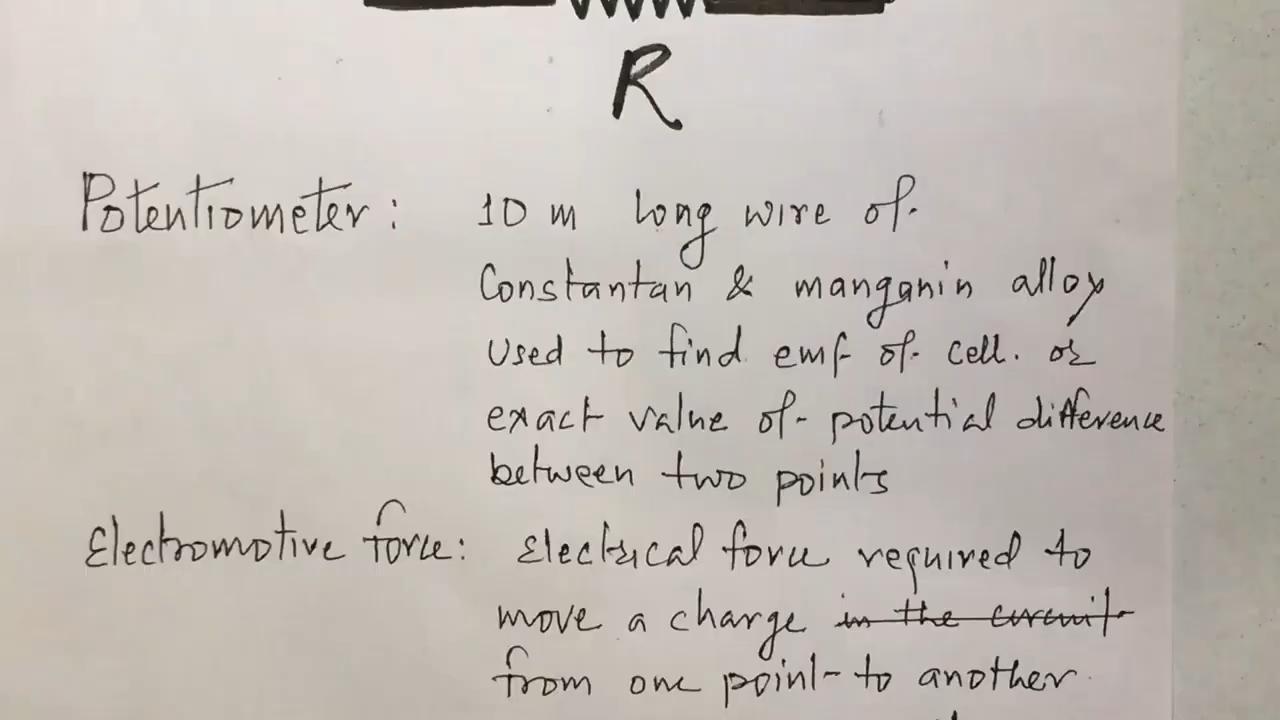 R
Potentiometer: 10 m long wire of
Constantan & manganin alloy
used to find emf of cell. or
exact value of potential difference
between two points
Electromotive force: Electrical force required to
move a charge in the circuit
from one point to another